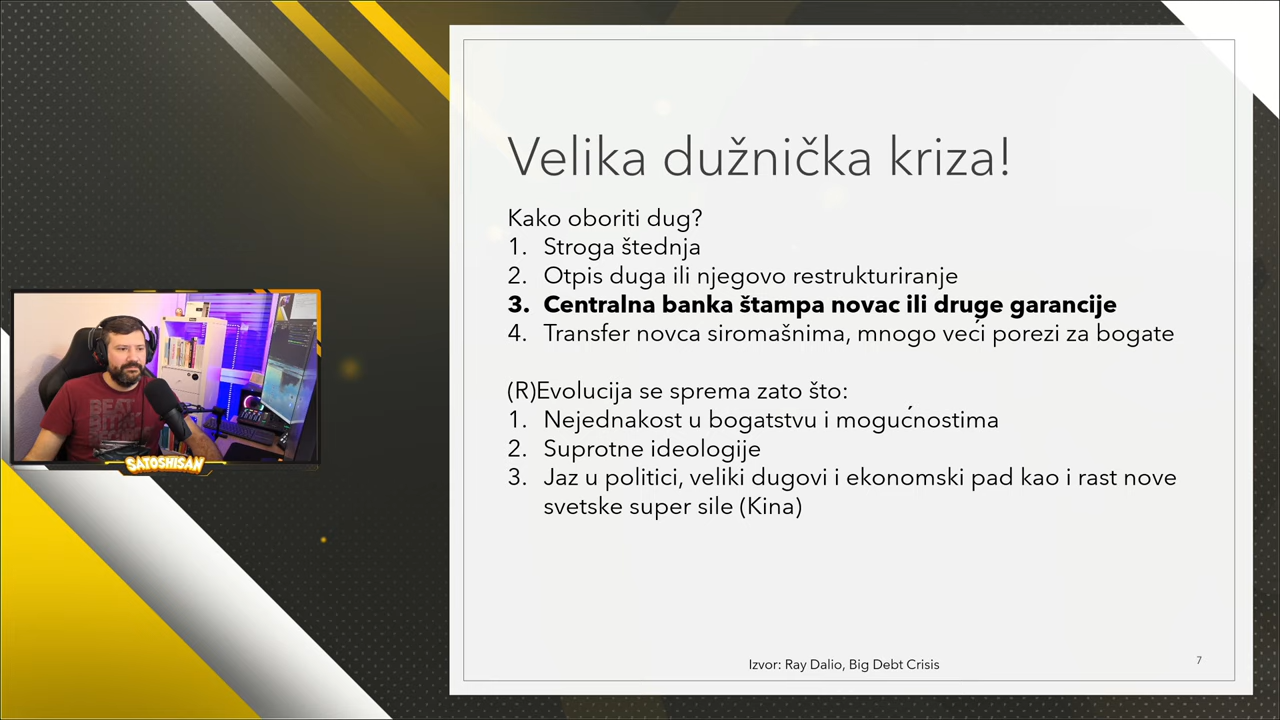 Velika dužnička kriza!
Kako oboriti dug?
1. Stroga štednja
2. Otpis duga ili njegovo restrukturiranje
3. Centralna banka štampa novac ili druge garancije
4. Transfer novca siromašnima, mnogo veći porezi za bogate
(R)Evolucija se sprema zato što:
1. Nejednakost u bogatstvu i mogućnostima
2. Suprotne ideologije
3. Jaz u politici, veliki dugovi i ekonomski pad kao i rast nove
svetske super sile (Kina)
BEAT
SATOSHISAN
Izvor: Ray Dalio, Big Debt Crisis
7